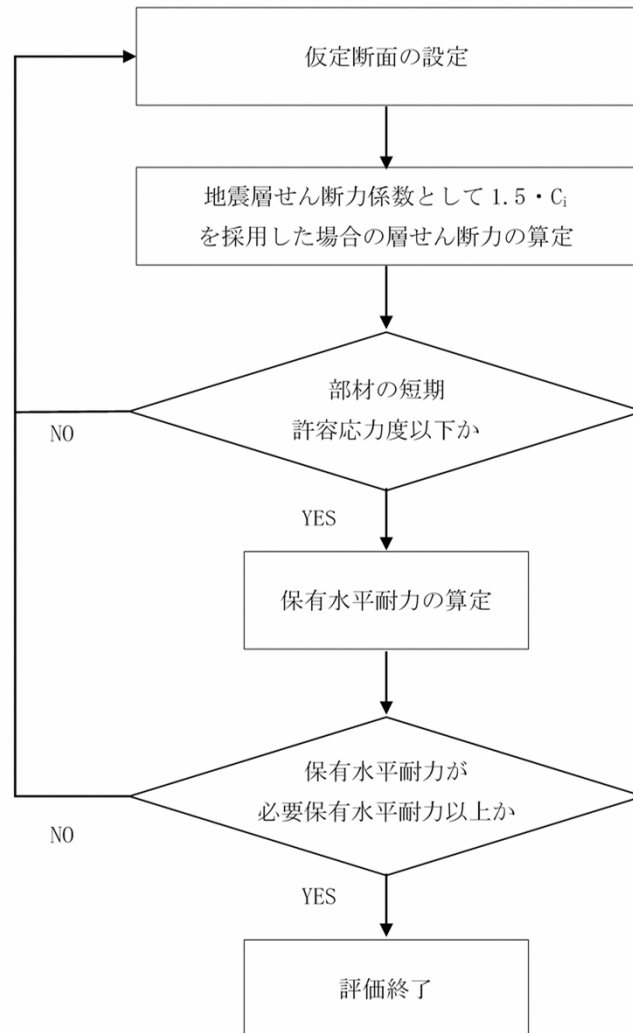 仮定断面の設定
地震層せん断力係数として 1.5・Ci
を採用した場合の層せん断力の算定
部材の短期
許容応力度以下か
NO
YES
保有水平耐力の算定
保有水平耐力が
必要保有水平耐力以上か
NO
YES
評価終了